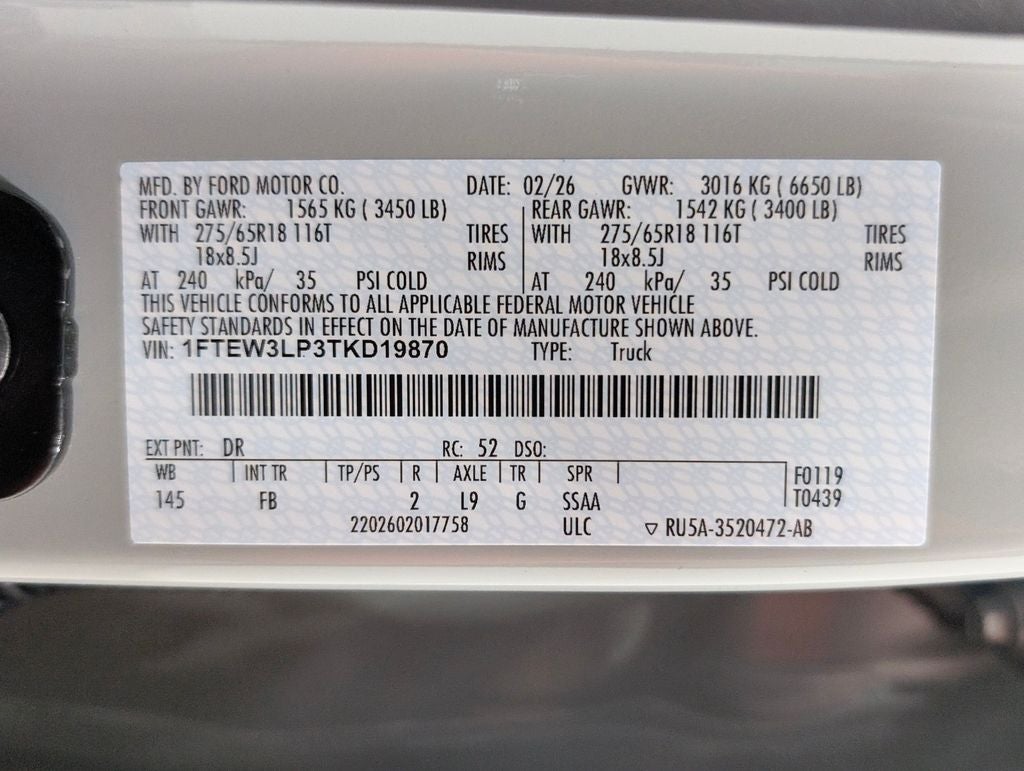 MFD. BY FORD MOTOR CO. DATE: 02/26 GVWR: 3016 KG ( 6650 LB)
FRONT GAWR: 1565 KG ( 3450 LB) REAR GAWR: 1542 KG ( 3400 LB)
WITH 275/65R18 116T TIRES WITH 275/65R18 116T TIRES
18x8.5J RIMS 18x8.5J RIMS
AT 240 kPa/ 35 PSI COLD AT 240 kPa/ 35 PSI COLD
THIS VEHICLE CONFORMS TO ALL APPLICABLE FEDERAL MOTOR VEHICLE
SAFETY STANDARDS IN EFFECT ON THE DATE OF MANUFACTURE SHOWN ABOVE.
VIN: 1FTEW3LP3TKD19870 TYPE: Truck
EXT PNT: DR RC: 52 DSO:
WB INT TR TP/PS R AXLE TR SPR F0119
145 FB 2 L9 G SSAA T0439
2202602017758 ULC ▽ RU5A-3520472-AB